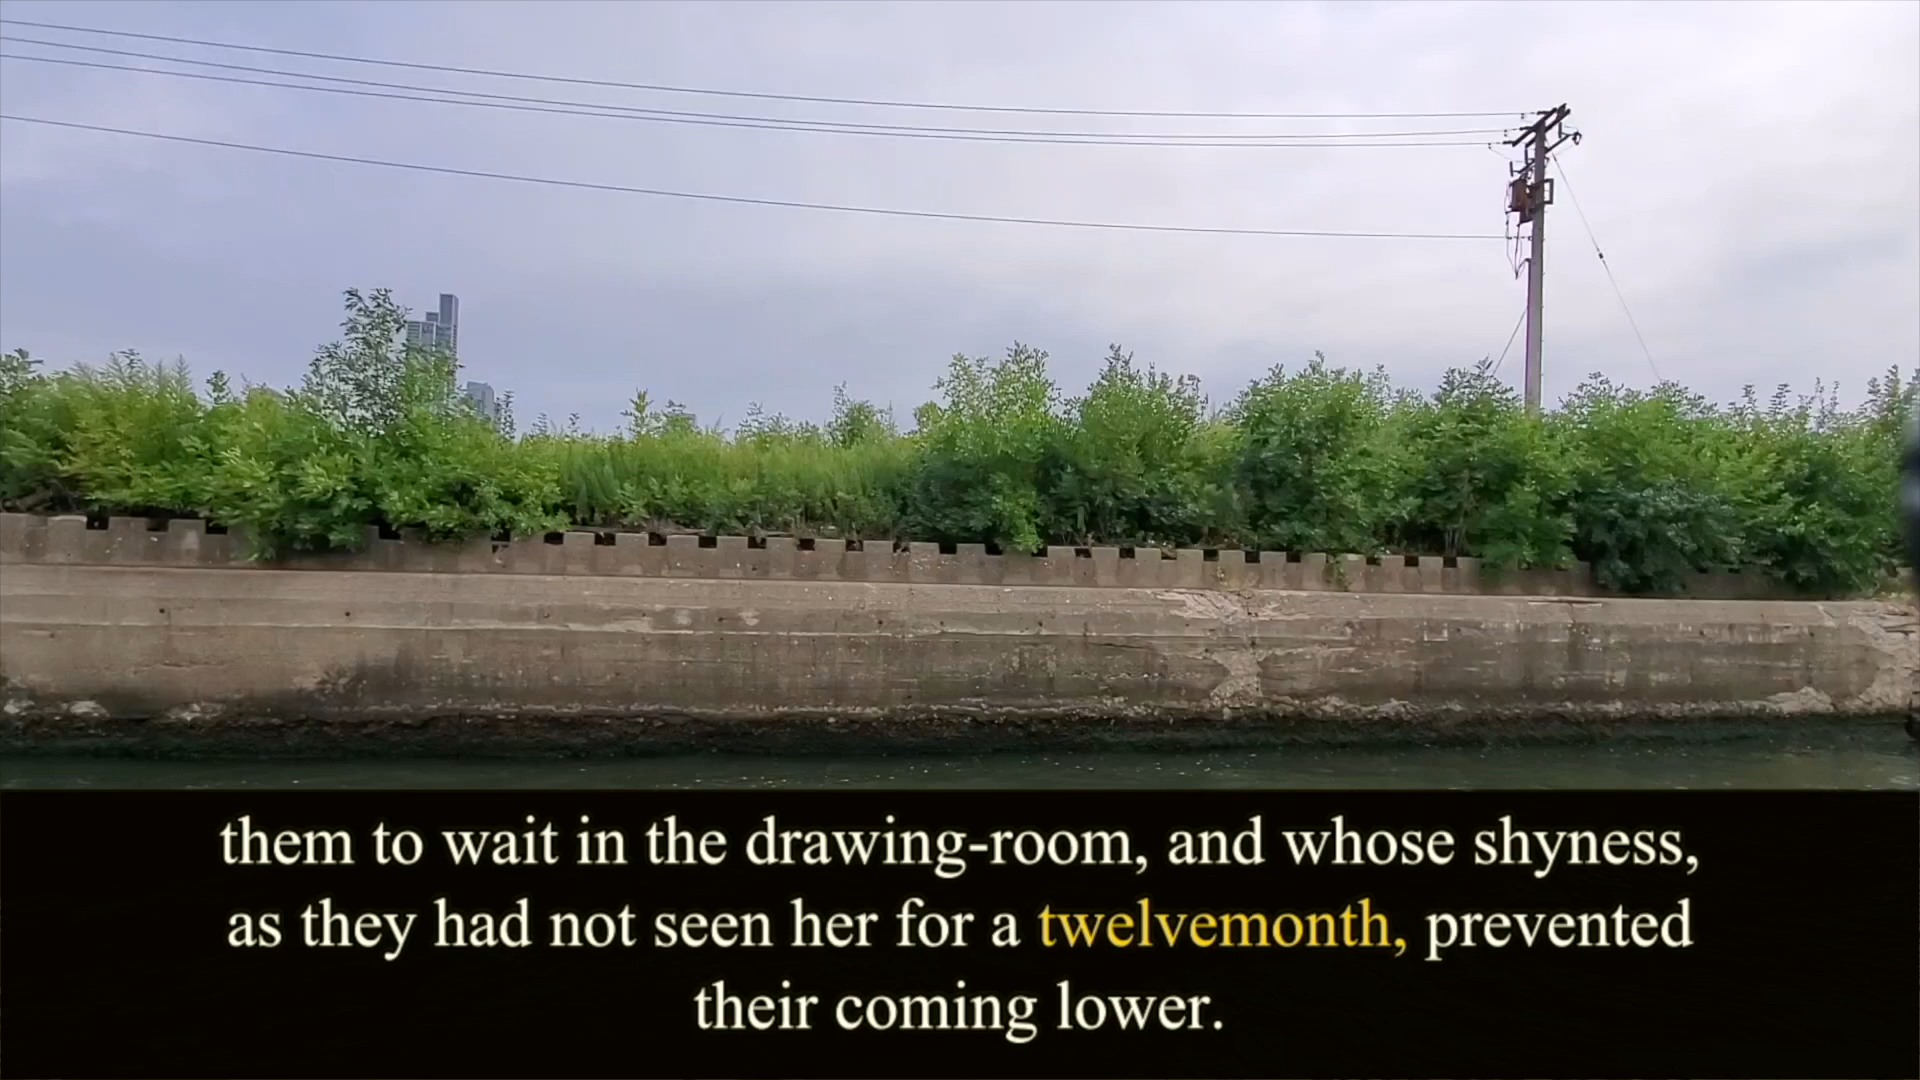 them to wait in the drawing-room, and whose shyness,
as they had not seen her for a twelvemonth, prevented
their coming lower.